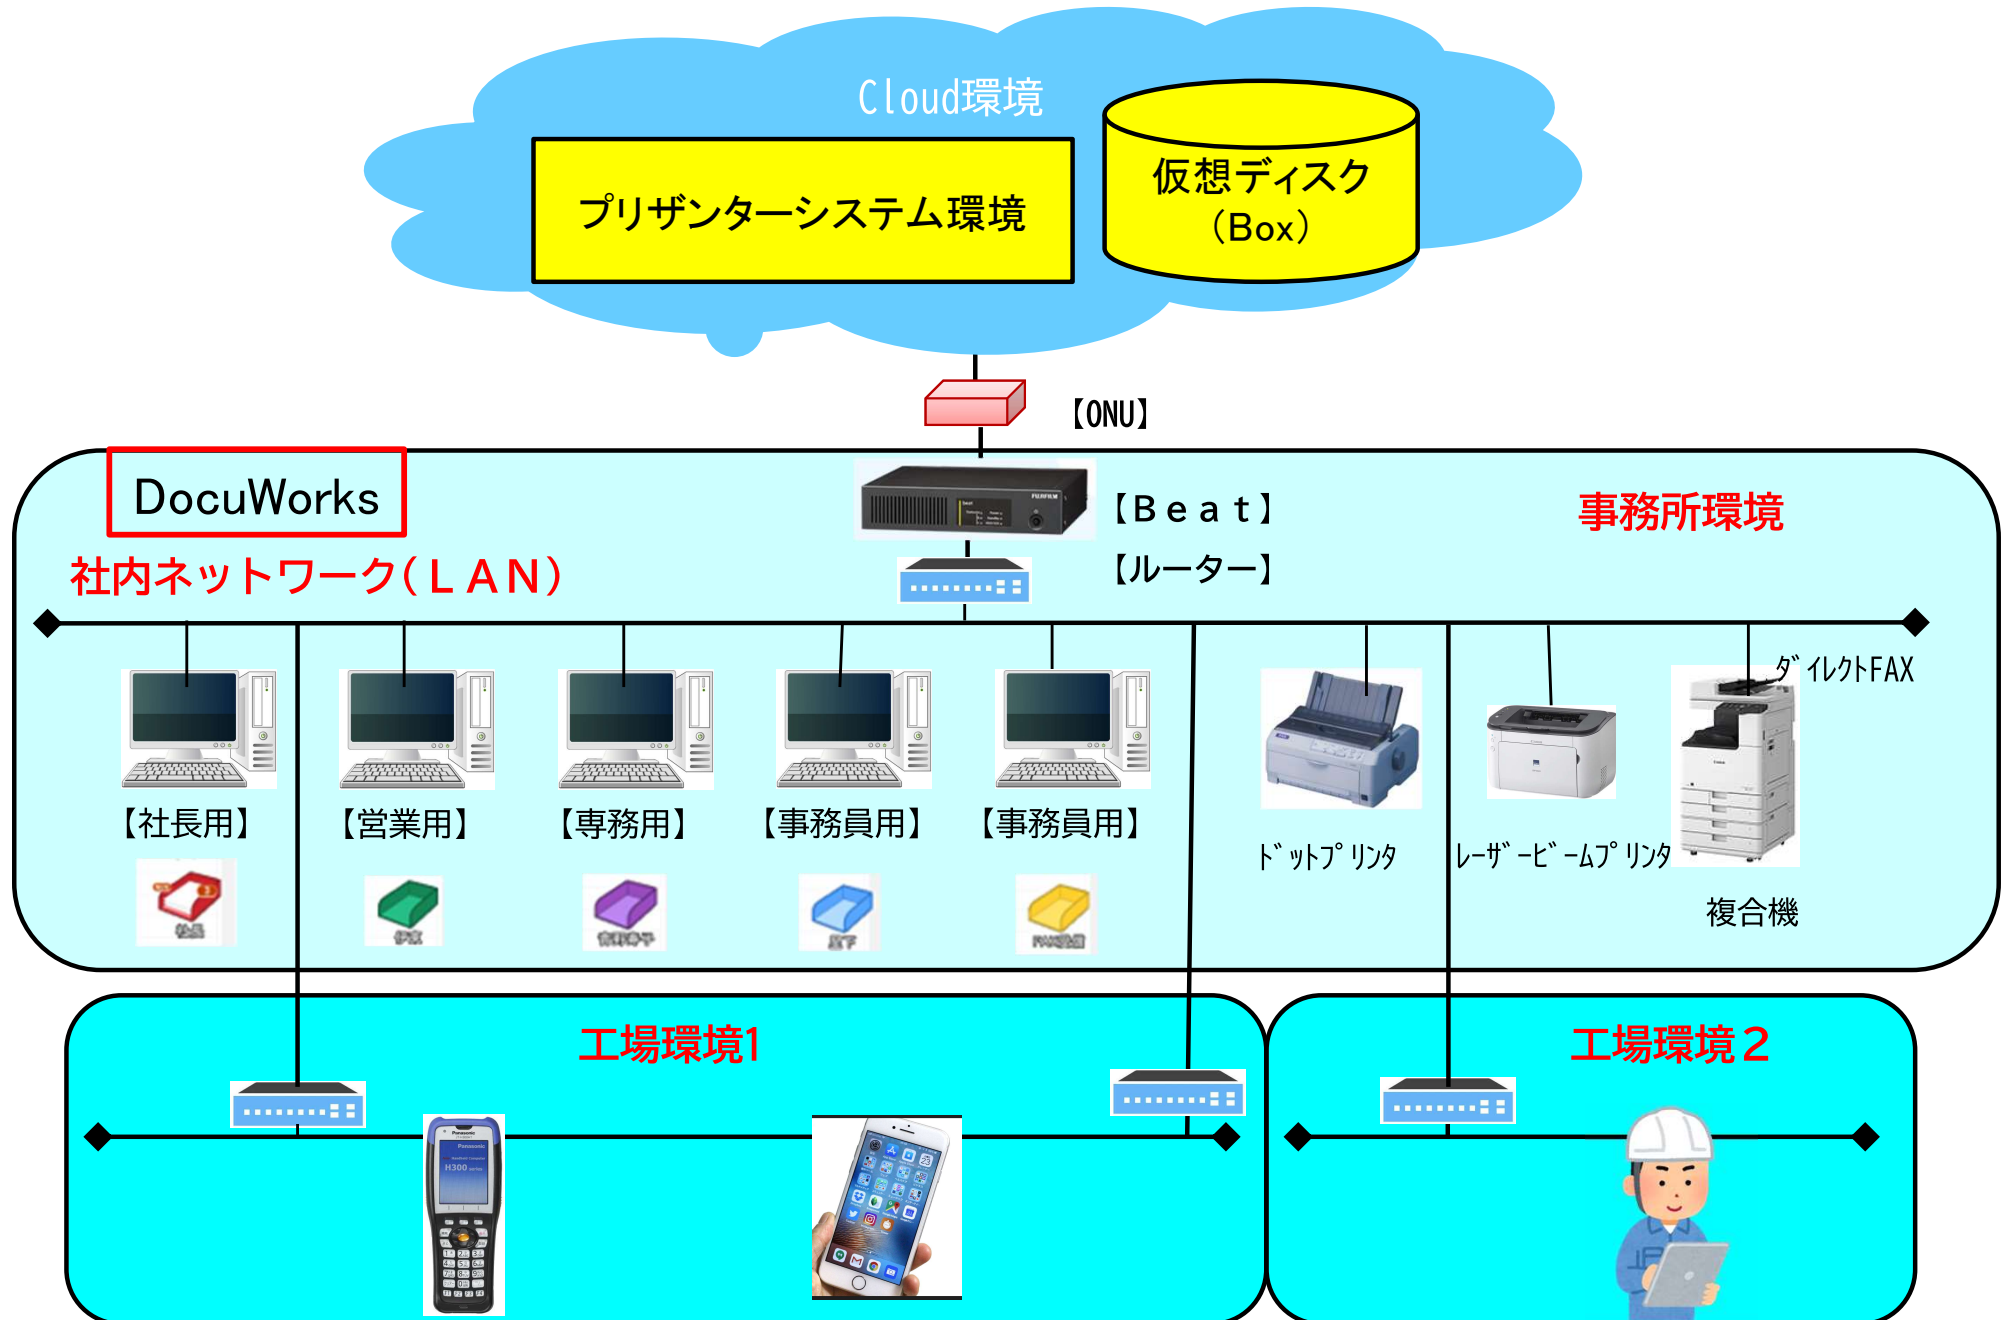 Cloud環境
プリザンターシステム環境
仮想ディスク
(Box)
【ONU】
DocuWorks
FUJIFILM
【Beat】
【ルーター】
事務所環境
社内ネットワーク(LAN)
ダイレクトFAX
【社長用】
【営業用】
【専務用】
【事務員用】
【事務員用】
ドットプリンタ
レーザービームプリンタ
複合機
社長
工場環境1
工場環境2
Panasonic
Panasonic
H300